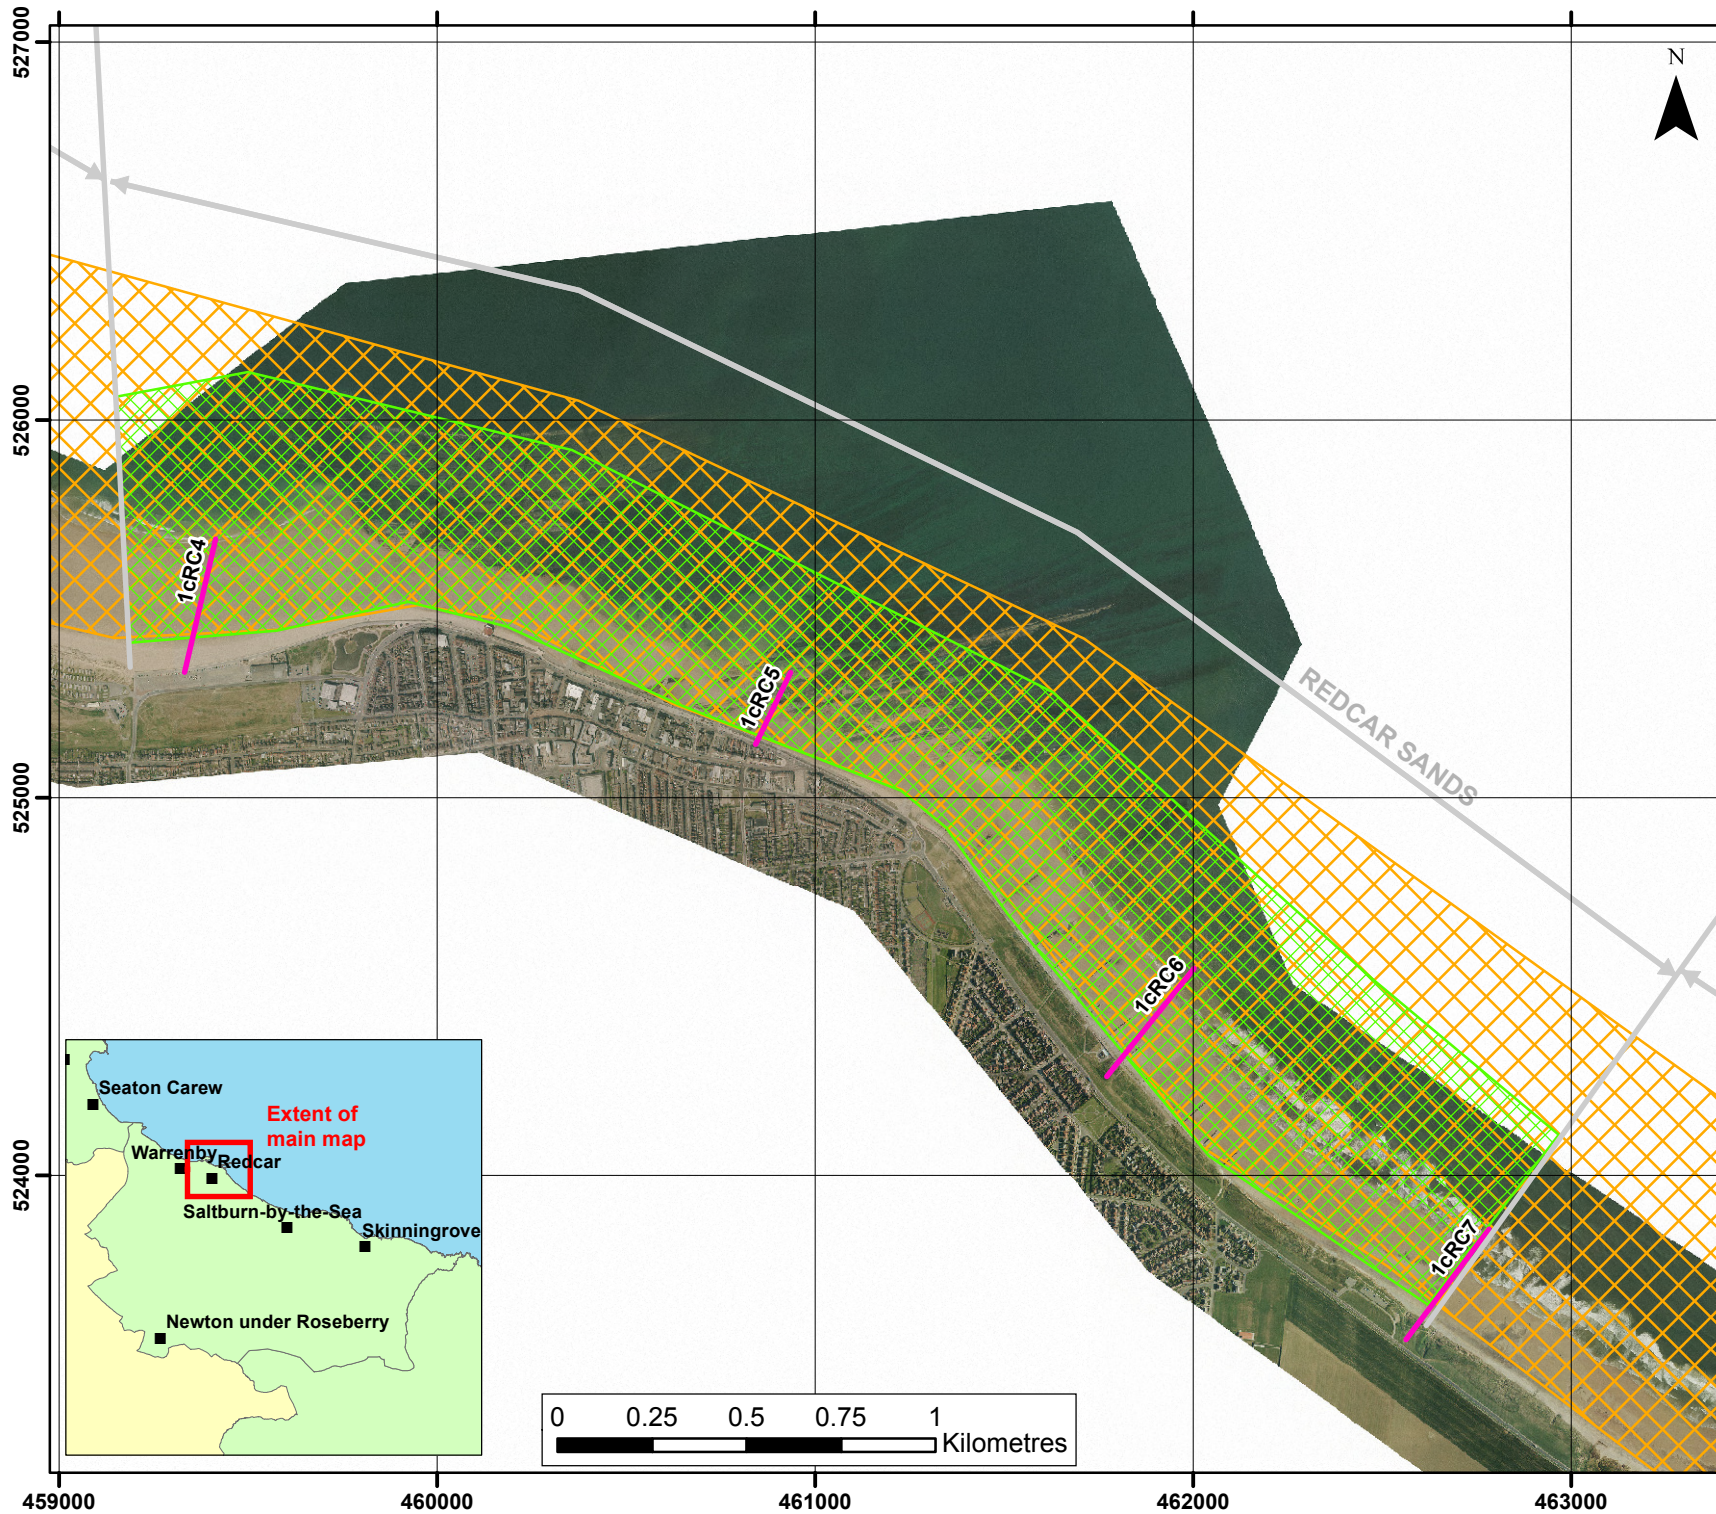 527000
526000
525000
524000
459000
460000
461000
462000
463000
N
1cRC4
1cRC5
1cRC6
1cRC7
REDCAR SANDS
Seaton Carew
Extent of
main map
Warrenby
Redcar
Saltburn-by-the-Sea
Skinningrove
Newton under Roseberry
0 0.25 0.5 0.75 1
Kilometres